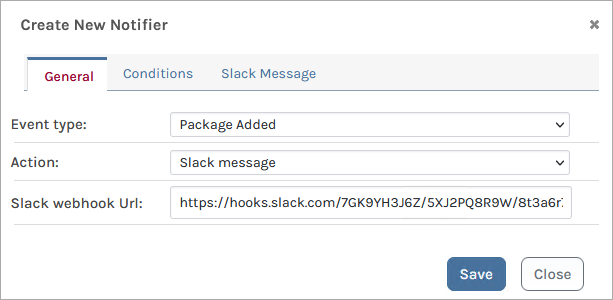 Create New Notifier
General Conditions Slack Message
Event type: Package Added
Action: Slack message
Slack webhook Url: https://hooks.slack.com/7GK9YH3J6Z/5XJ2PQ8R9W/8t3a6r
Save Close